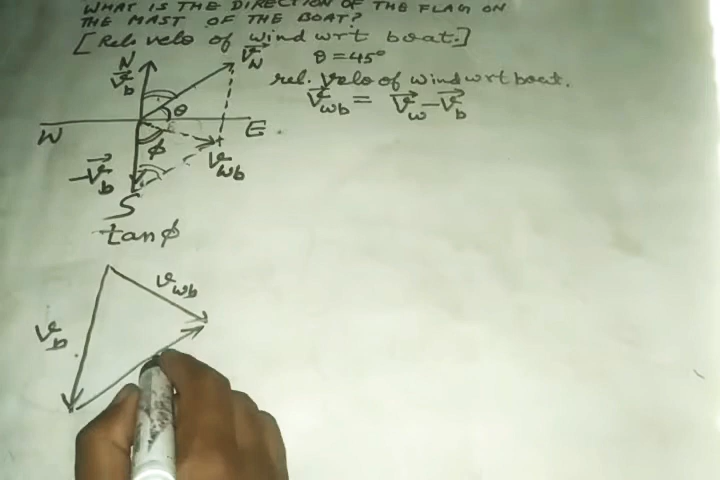 WHAT IS THE DIRECTION OF THE FLAG ON
THE MAST OF THE BOAT?
[Rel. velo of wind wrt boat.]
N
θ = 45°
rel. velo of wind wrt boat.
V⃗wb = V⃗w - V⃗b
V⃗b
θ
W
E
ϕ
Vwb
-V⃗b
S
tanϕ
Vwb
Vb